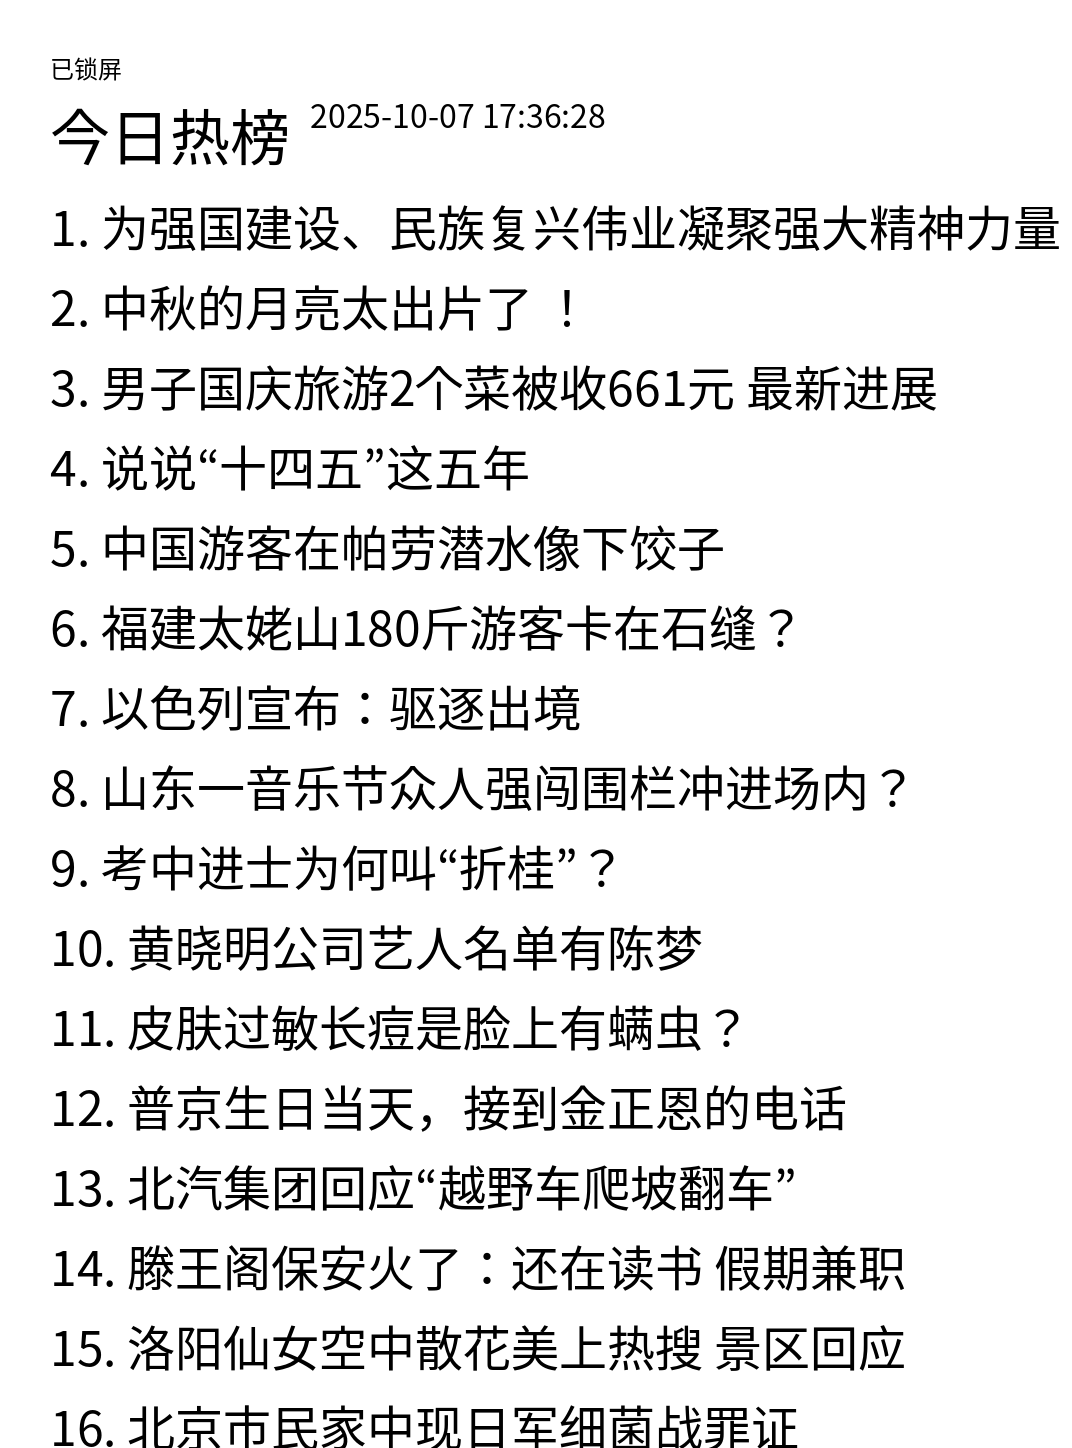 已锁屏
今日热榜 2025-10-07 17:36:28
1. 为强国建设、民族复兴伟业凝聚强大精神力量
2. 中秋的月亮太出片了 ！
3. 男子国庆旅游2个菜被收661元 最新进展
4. 说说“十四五”这五年
5. 中国游客在帕劳潜水像下饺子
6. 福建太姥山180斤游客卡在石缝？
7. 以色列宣布：驱逐出境
8. 山东一音乐节众人强闯围栏冲进场内？
9. 考中进士为何叫“折桂”？
10. 黄晓明公司艺人名单有陈梦
11. 皮肤过敏长痘是脸上有螨虫？
12. 普京生日当天，接到金正恩的电话
13. 北汽集团回应“越野车爬坡翻车”
14. 滕王阁保安火了：还在读书 假期兼职
15. 洛阳仙女空中散花美上热搜 景区回应
16. 北京市民家中现日军细菌战罪证